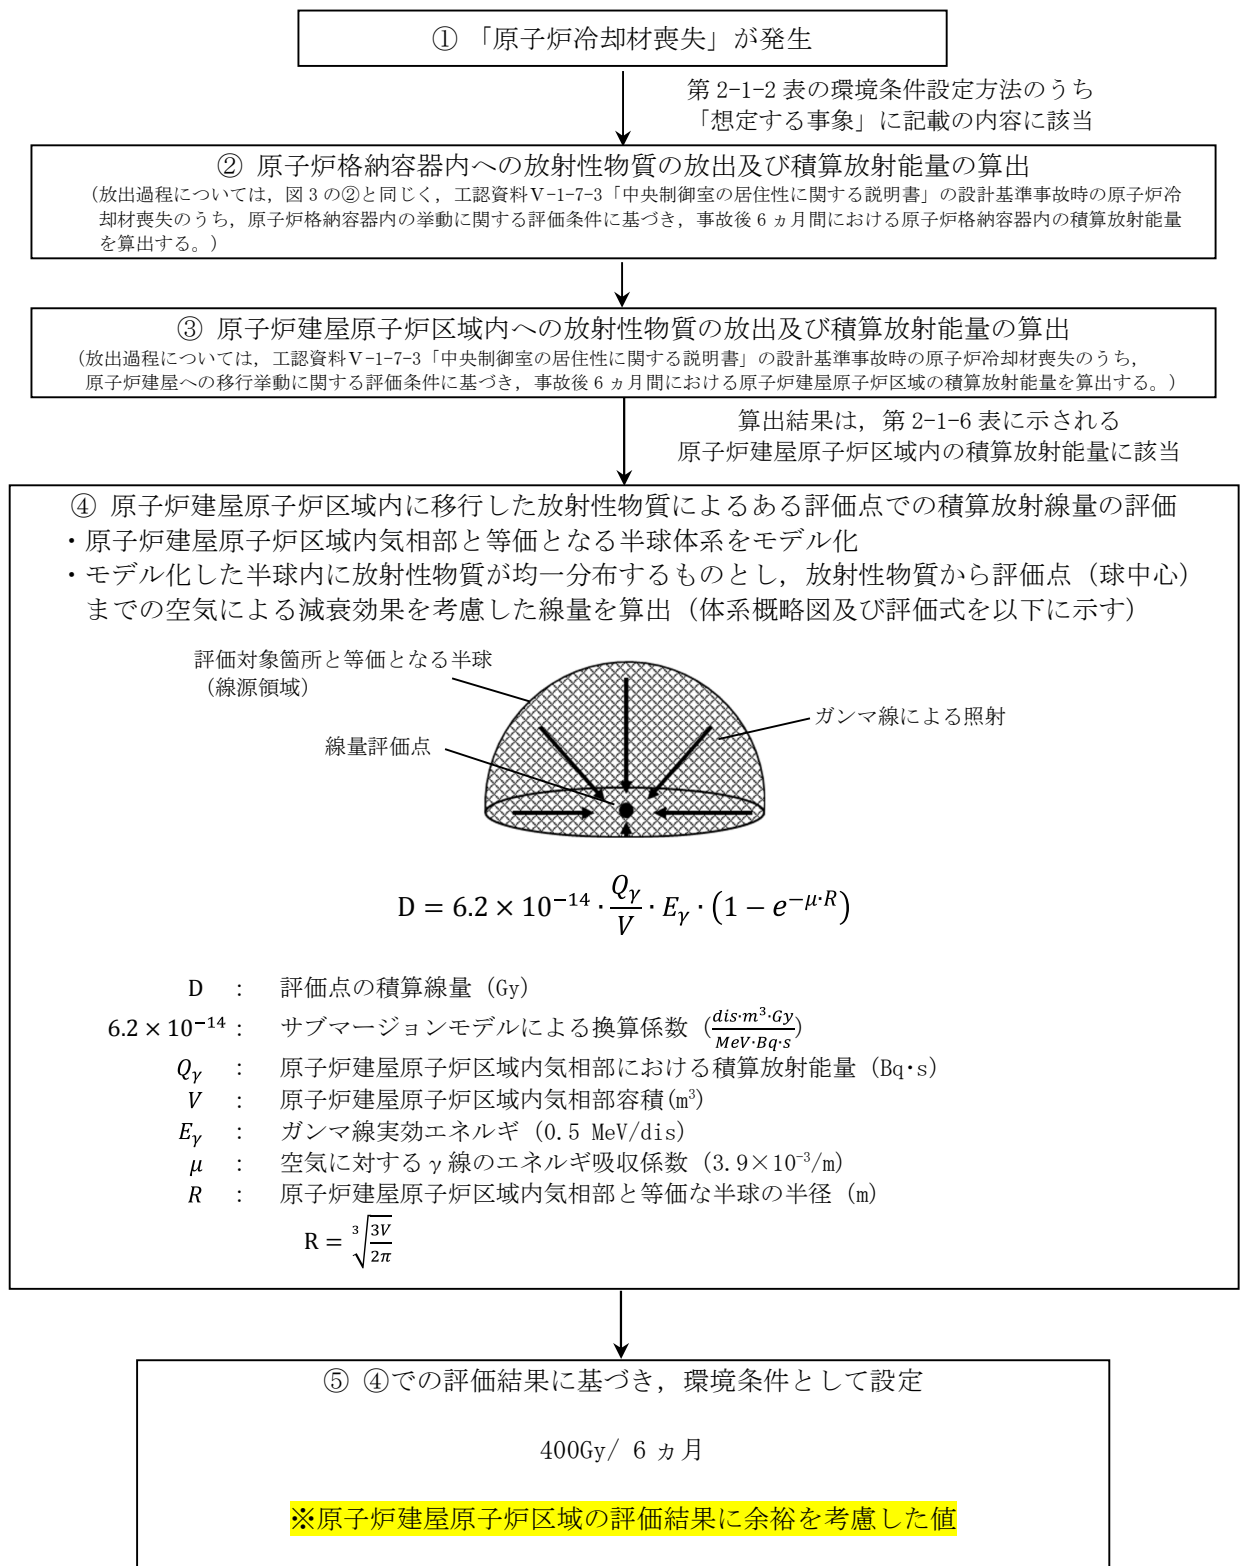 ① 「原子炉冷却材喪失」が発生
第 2-1-2 表の環境条件設定方法のうち
「想定する事象」に記載の内容に該当
② 原子炉格納容器内への放射性物質の放出及び積算放射能量の算出
(放出過程については，図 3 の②と同じく，工認資料Ⅴ-1-7-3「中央制御室の居住性に関する説明書」の設計基準事故時の原子炉冷
却材喪失のうち，原子炉格納容器内の挙動に関する評価条件に基づき，事故後 6 ヵ月間における原子炉格納容器内の積算放射能量
を算出する。)
③ 原子炉建屋原子炉区域内への放射性物質の放出及び積算放射能量の算出
(放出過程については，工認資料Ⅴ-1-7-3「中央制御室の居住性に関する説明書」の設計基準事故時の原子炉冷却材喪失のうち，
原子炉建屋への移行挙動に関する評価条件に基づき，事故後 6 ヵ月間における原子炉建屋原子炉区域の積算放射能量を算出する。)
算出結果は，第 2-1-6 表に示される
原子炉建屋原子炉区域内の積算放射能量に該当
④ 原子炉建屋原子炉区域内に移行した放射性物質によるある評価点での積算放射線量の評価
・原子炉建屋原子炉区域内気相部と等価となる半球体系をモデル化
・モデル化した半球内に放射性物質が均一分布するものとし，放射性物質から評価点（球中心）
までの空気による減衰効果を考慮した線量を算出（体系概略図及び評価式を以下に示す）
評価対象箇所と等価となる半球
（線源領域）
ガンマ線による照射
線量評価点
D = 6.2 × 10⁻¹⁴ · Q_γ/V · E_γ · (1 − e^(−μ·R))
D : 評価点の積算線量 (Gy)
6.2 × 10⁻¹⁴ : サブマージョンモデルによる換算係数 (dis·m³·Gy/MeV·Bq·s)
Q_γ : 原子炉建屋原子炉区域内気相部における積算放射能量 (Bq･s)
V : 原子炉建屋原子炉区域内気相部容積(m³)
E_γ : ガンマ線実効エネルギ (0.5 MeV/dis)
μ : 空気に対するγ線のエネルギ吸収係数 (3.9×10⁻³/m)
R : 原子炉建屋原子炉区域内気相部と等価な半球の半径 (m)
R = ³√(3V/2π)
⑤ ④での評価結果に基づき，環境条件として設定
400Gy/ 6 ヵ月
※原子炉建屋原子炉区域の評価結果に余裕を考慮した値